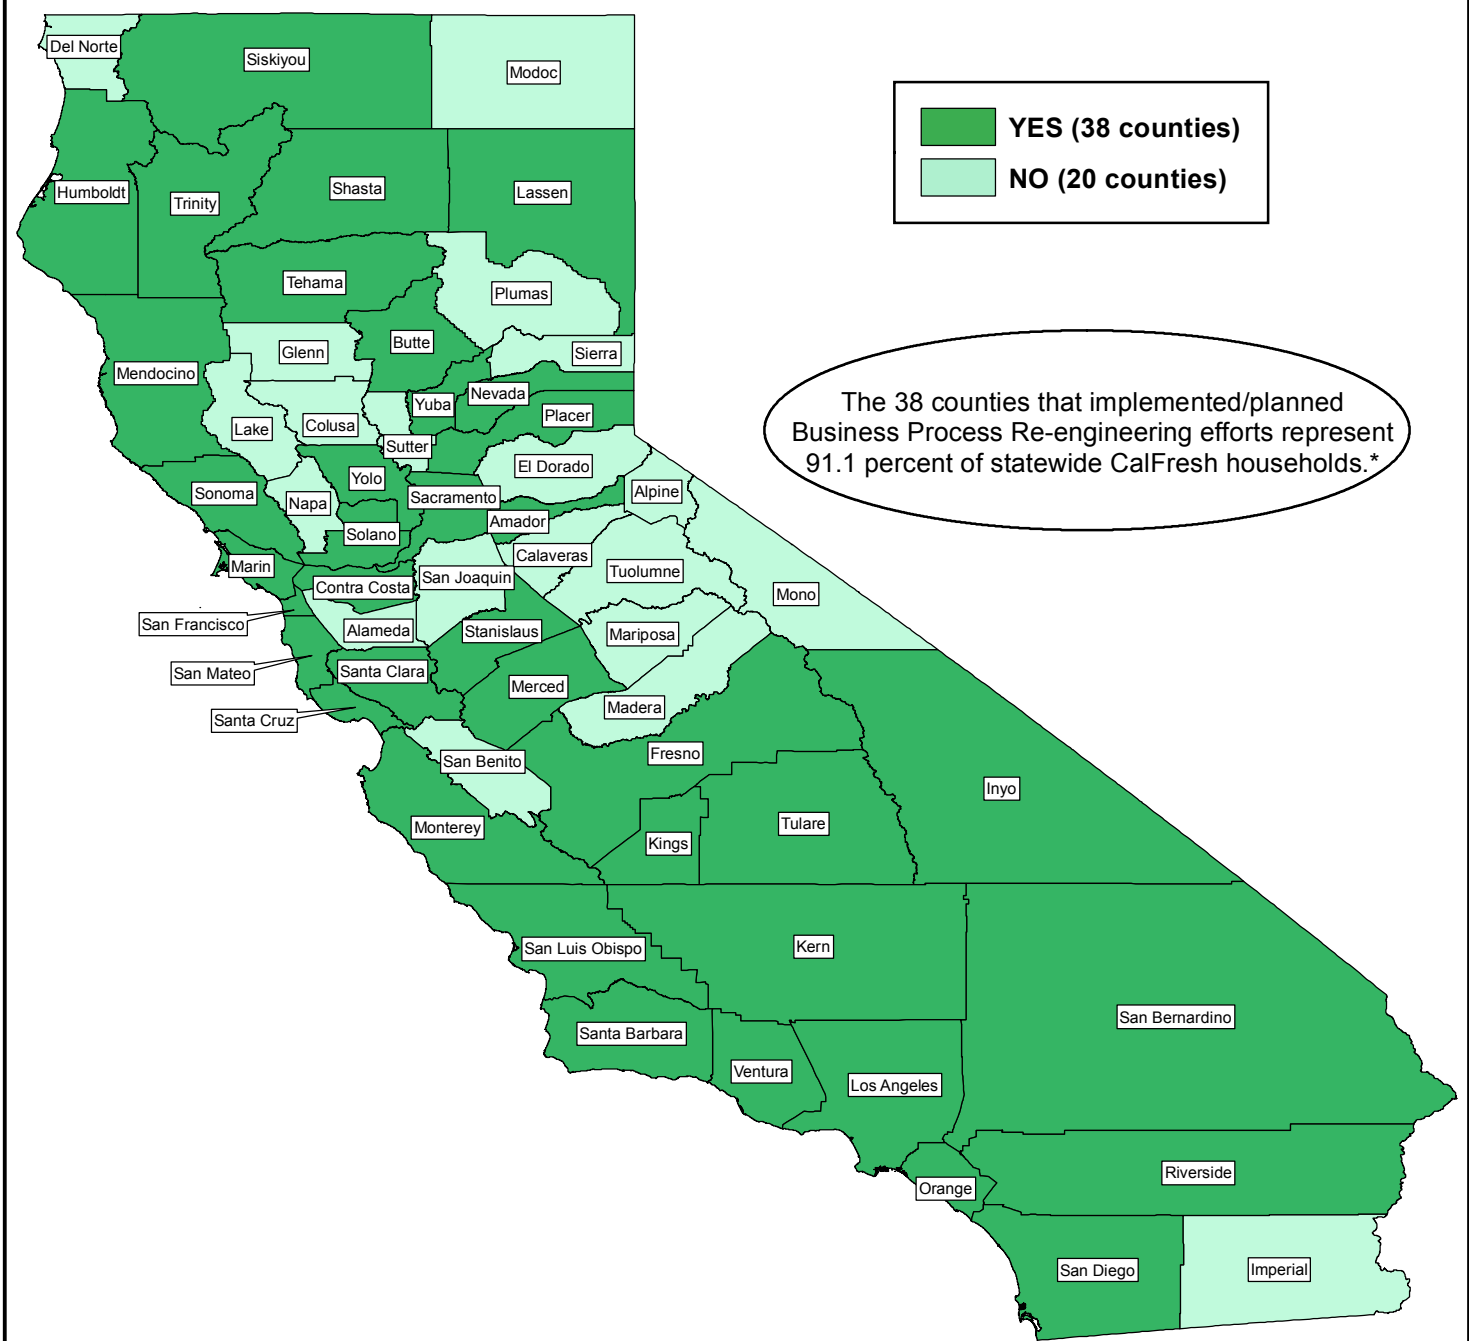 Del Norte
Siskiyou
Modoc
YES (38 counties)
NO (20 counties)
Humboldt
Trinity
Shasta
Lassen
Tehama
Plumas
Glenn
Butte
Sierra
Mendocino
Nevada
Yuba
Placer
Lake
Colusa
Sutter
The 38 counties that implemented/planned
Business Process Re-engineering efforts represent
91.1 percent of statewide CalFresh households.*
El Dorado
Yolo
Sonoma
Napa
Sacramento
Alpine
Amador
Solano
Calaveras
Marin
Contra Costa
San Joaquin
Tuolumne
Mono
San Francisco
Alameda
Stanislaus
Mariposa
San Mateo
Santa Clara
Merced
Madera
Santa Cruz
San Benito
Fresno
Inyo
Monterey
Kings
Tulare
San Luis Obispo
Kern
San Bernardino
Santa Barbara
Ventura
Los Angeles
Riverside
Orange
San Diego
Imperial